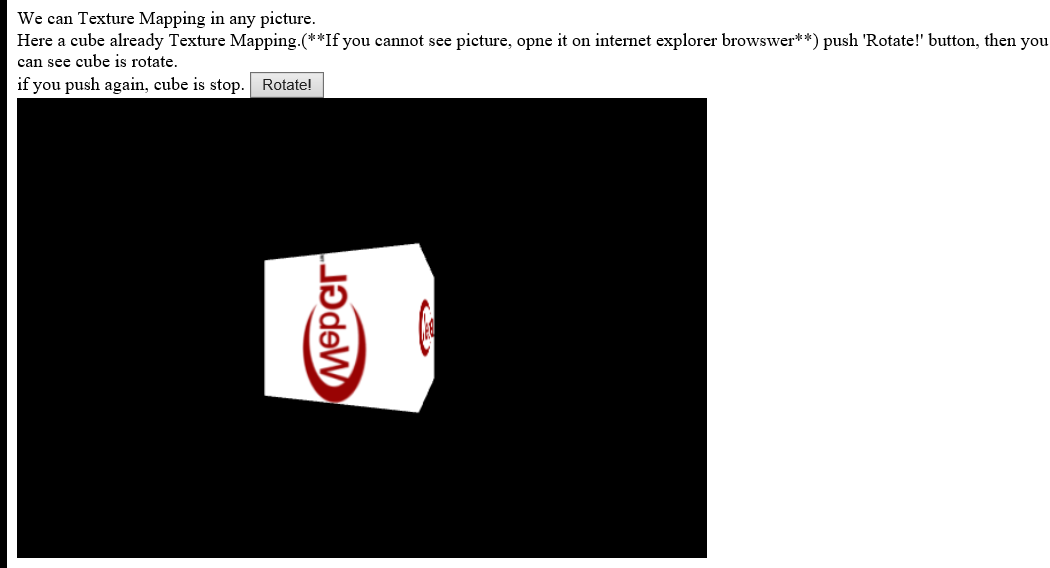 We can Texture Mapping in any picture.
Here a cube already Texture Mapping.(**If you cannot see picture, opne it on internet explorer browswer**) push 'Rotate!' button, then you
can see cube is rotate.
if you push again, cube is stop. Rotate!
WebGL